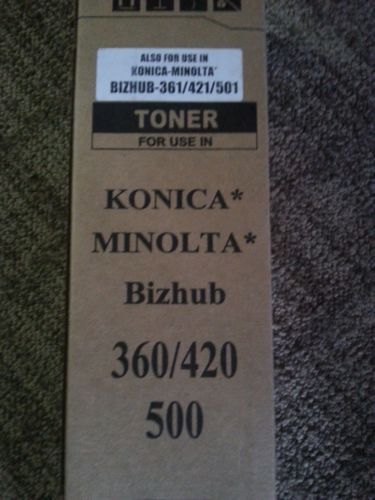 ALSO FOR USE IN
KONICA-MINOLTA*
BIZHUB-361/421/501
TONER
FOR USE IN
KONICA*
MINOLTA*
Bizhub
360/420
500